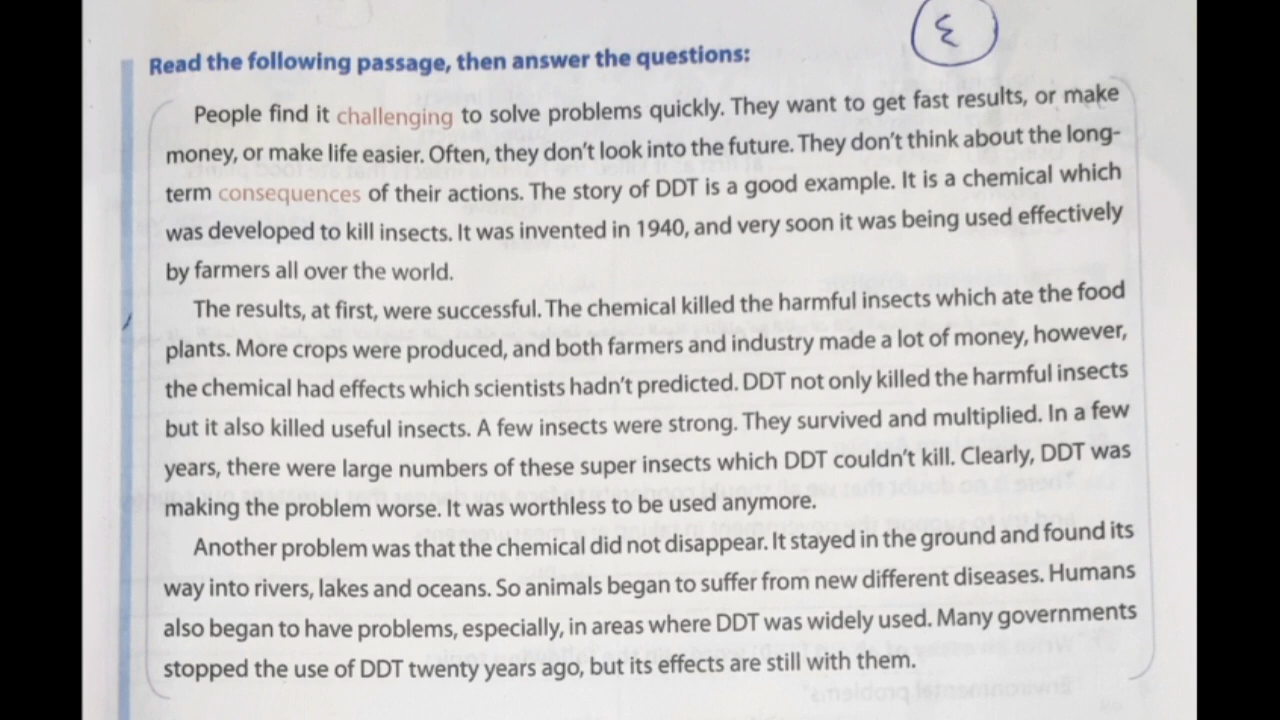 ٤
Read the following passage, then answer the questions:
People find it challenging to solve problems quickly. They want to get fast results, or make
money, or make life easier. Often, they don't look into the future. They don't think about the long-
term consequences of their actions. The story of DDT is a good example. It is a chemical which
was developed to kill insects. It was invented in 1940, and very soon it was being used effectively
by farmers all over the world.
The results, at first, were successful. The chemical killed the harmful insects which ate the food
plants. More crops were produced, and both farmers and industry made a lot of money, however,
the chemical had effects which scientists hadn't predicted. DDT not only killed the harmful insects
but it also killed useful insects. A few insects were strong. They survived and multiplied. In a few
years, there were large numbers of these super insects which DDT couldn't kill. Clearly, DDT was
making the problem worse. It was worthless to be used anymore.
Another problem was that the chemical did not disappear. It stayed in the ground and found its
way into rivers, lakes and oceans. So animals began to suffer from new different diseases. Humans
also began to have problems, especially, in areas where DDT was widely used. Many governments
stopped the use of DDT twenty years ago, but its effects are still with them.